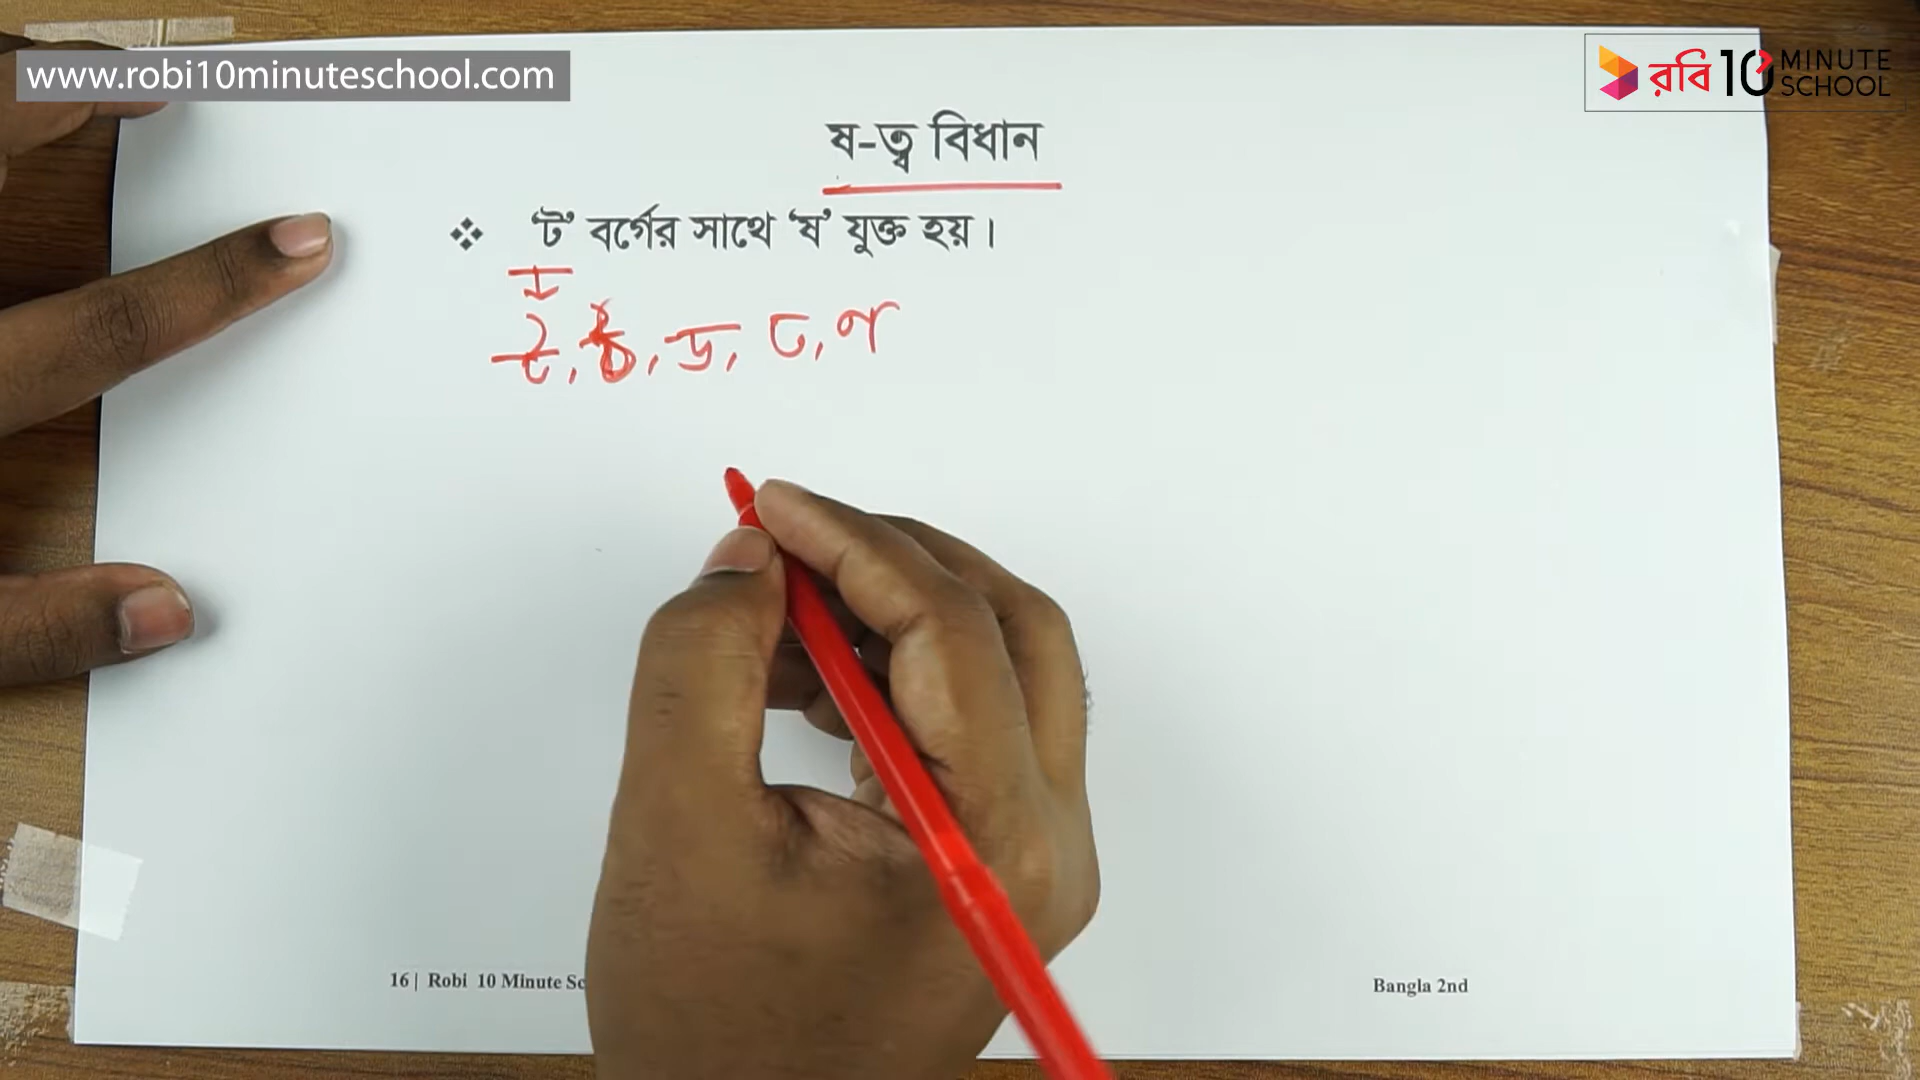 www.robi10minuteschool.com
রবি 10 MINUTE SCHOOL
ষ-ত্ব বিধান
❖ ‘ট’ বর্গের সাথে ‘ষ’ যুক্ত হয়।
ট, ঠ, ড, ঢ, ণ
16| Robi 10 Minute Sc
Bangla 2nd